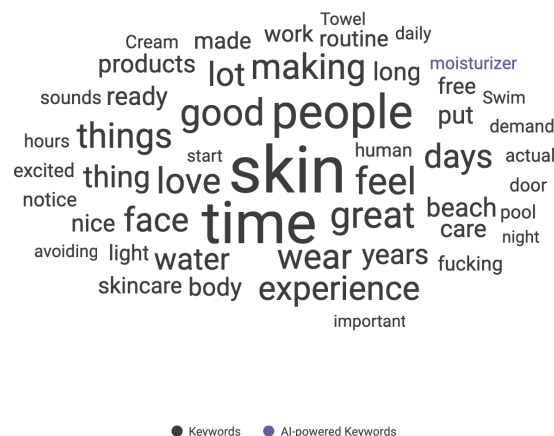 Towel
Cream made work routine daily
products lot making long moisturizer
sounds ready good people free Swim
put demand
hours things start human days actual
excited thing love skin feel door
notice nice face time great beach pool
care night
avoiding light water wear years fucking
skincare body experience
important
Keywords AI-powered Keywords